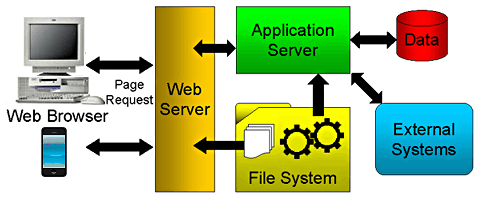 Web Browser
Page
Request
Web
Server
Application
Server
Data
File System
External
Systems